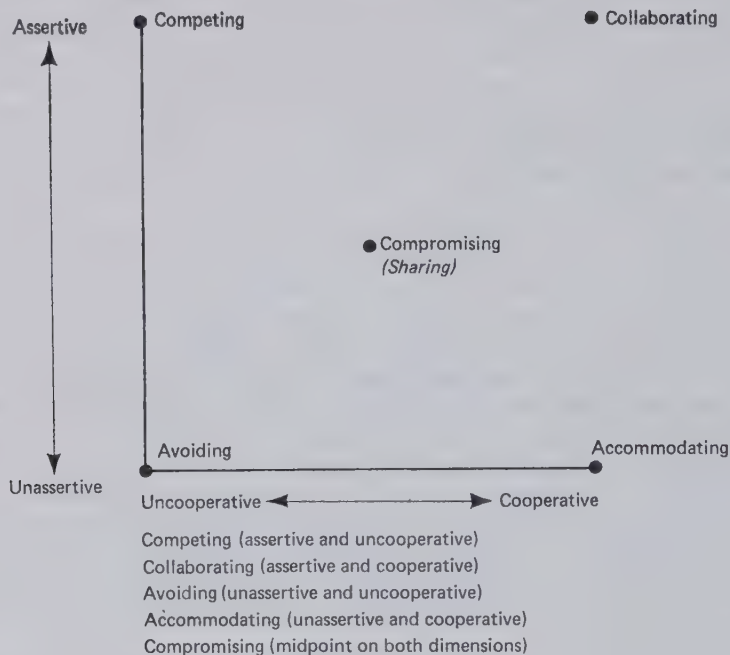 Assertive
Competing
Collaborating
Compromising
(Sharing)
Avoiding
Accommodating
Unassertive
Uncooperative
Cooperative
Competing (assertive and uncooperative)
Collaborating (assertive and cooperative)
Avoiding (unassertive and uncooperative)
Accommodating (unassertive and cooperative)
Compromising (midpoint on both dimensions)